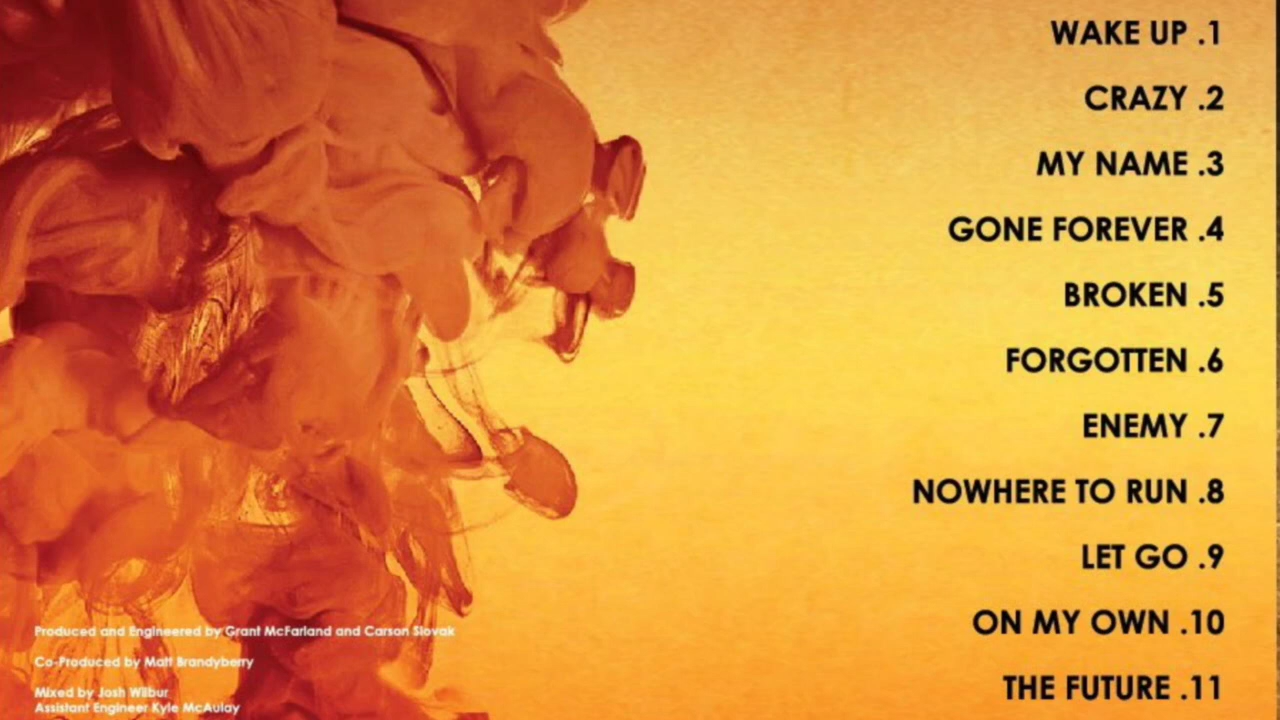 WAKE UP .1
CRAZY .2
MY NAME .3
GONE FOREVER .4
BROKEN .5
FORGOTTEN .6
ENEMY .7
NOWHERE TO RUN .8
LET GO .9
ON MY OWN .10
THE FUTURE .11
Produced and Engineered by Grant McFarland and Carson Slovak
Co-Produced by Matt Brandyberry
Mixed by Josh Wilbur
Assistant Engineer Kyle McAulay